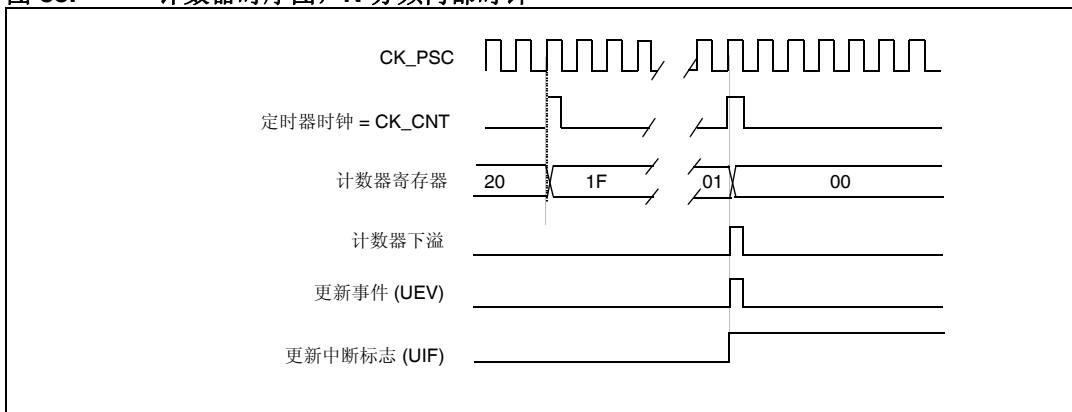 CK_PSC
定时器时钟 = CK_CNT
计数器寄存器 20 1F 01 00
计数器下溢
更新事件 (UEV)
更新中断标志 (UIF)